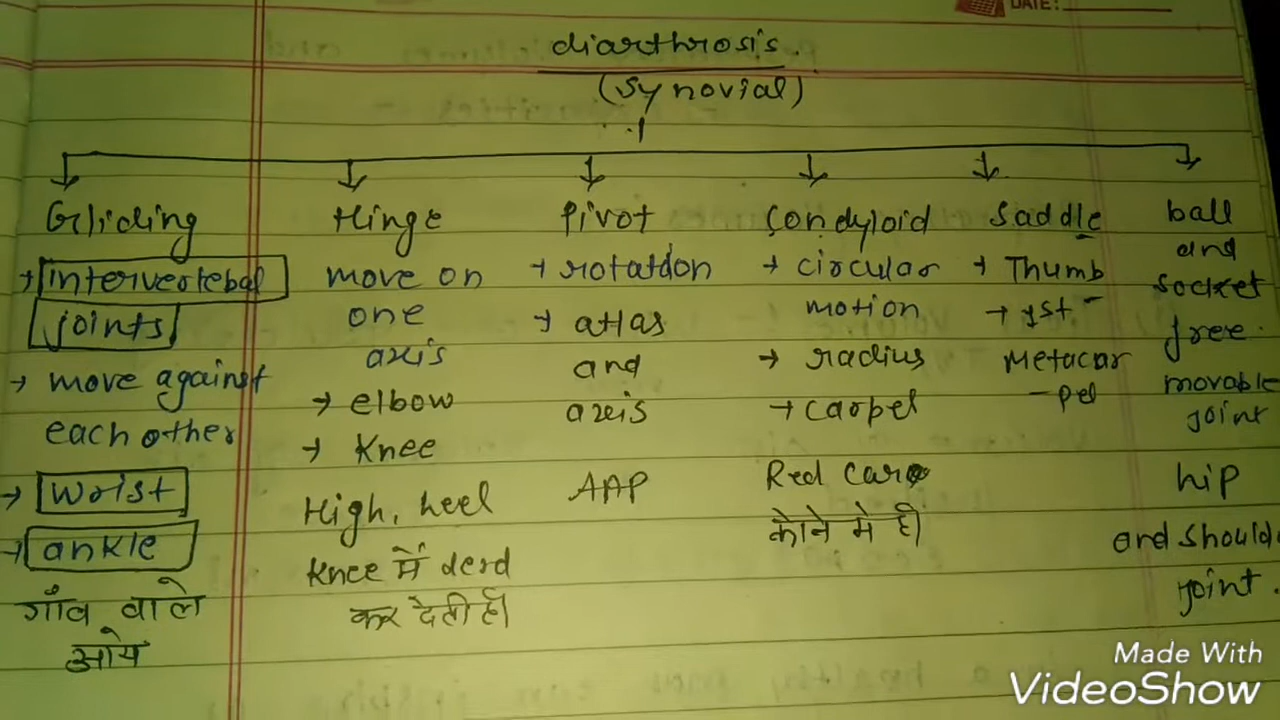 DATE:
diarthrosis.
(synovial)
Gliding
→ intervertebal
joints
→ move against
each other
→ wrist
→ ankle
गाँव वाले
आये
Hinge
move on
one
axis
→ elbow
→ Knee
High, heel
Knee में derd
कर देती है।
Pivot
→ rotation
→ atlas
and
axis
AAP
Condyloid
→ circular
motion
→ radius
→ carpel
Red car
कोने मे है।
Saddle
→ Thumb
→ 1st
Metacar
-pel
ball
and
socket
free
movable
joint
hip
and should
joint.
Made With
VideoShow